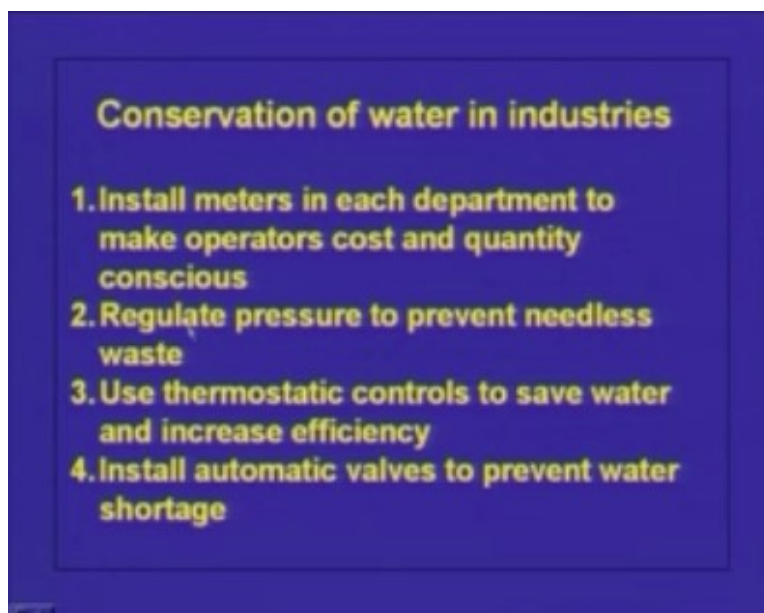 Conservation of water in industries
1. Install meters in each department to
make operators cost and quantity
conscious
2. Regulate pressure to prevent needless
waste
3. Use thermostatic controls to save water
and increase efficiency
4. Install automatic valves to prevent water
shortage